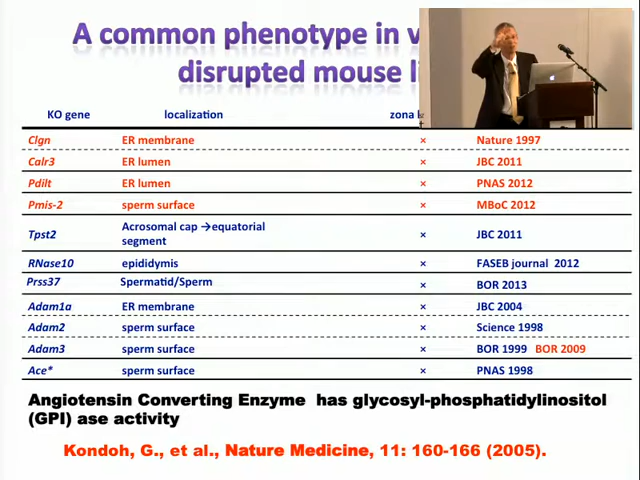 A common phenotype in v
disrupted mouse li
KO gene localization zona
Clgn ER membrane × Nature 1997
Calr3 ER lumen × JBC 2011
Pdilt ER lumen × PNAS 2012
Pmis-2 sperm surface × MBoC 2012
Tpst2 Acrosomal cap →equatorial
segment × JBC 2011
RNase10 epididymis × FASEB journal 2012
Prss37 Spermatid/Sperm × BOR 2013
Adam1a ER membrane × JBC 2004
Adam2 sperm surface × Science 1998
Adam3 sperm surface × BOR 1999 BOR 2009
Ace* sperm surface × PNAS 1998
Angiotensin Converting Enzyme has glycosyl-phosphatidylinositol
(GPI) ase activity
Kondoh, G., et al., Nature Medicine, 11: 160-166 (2005).